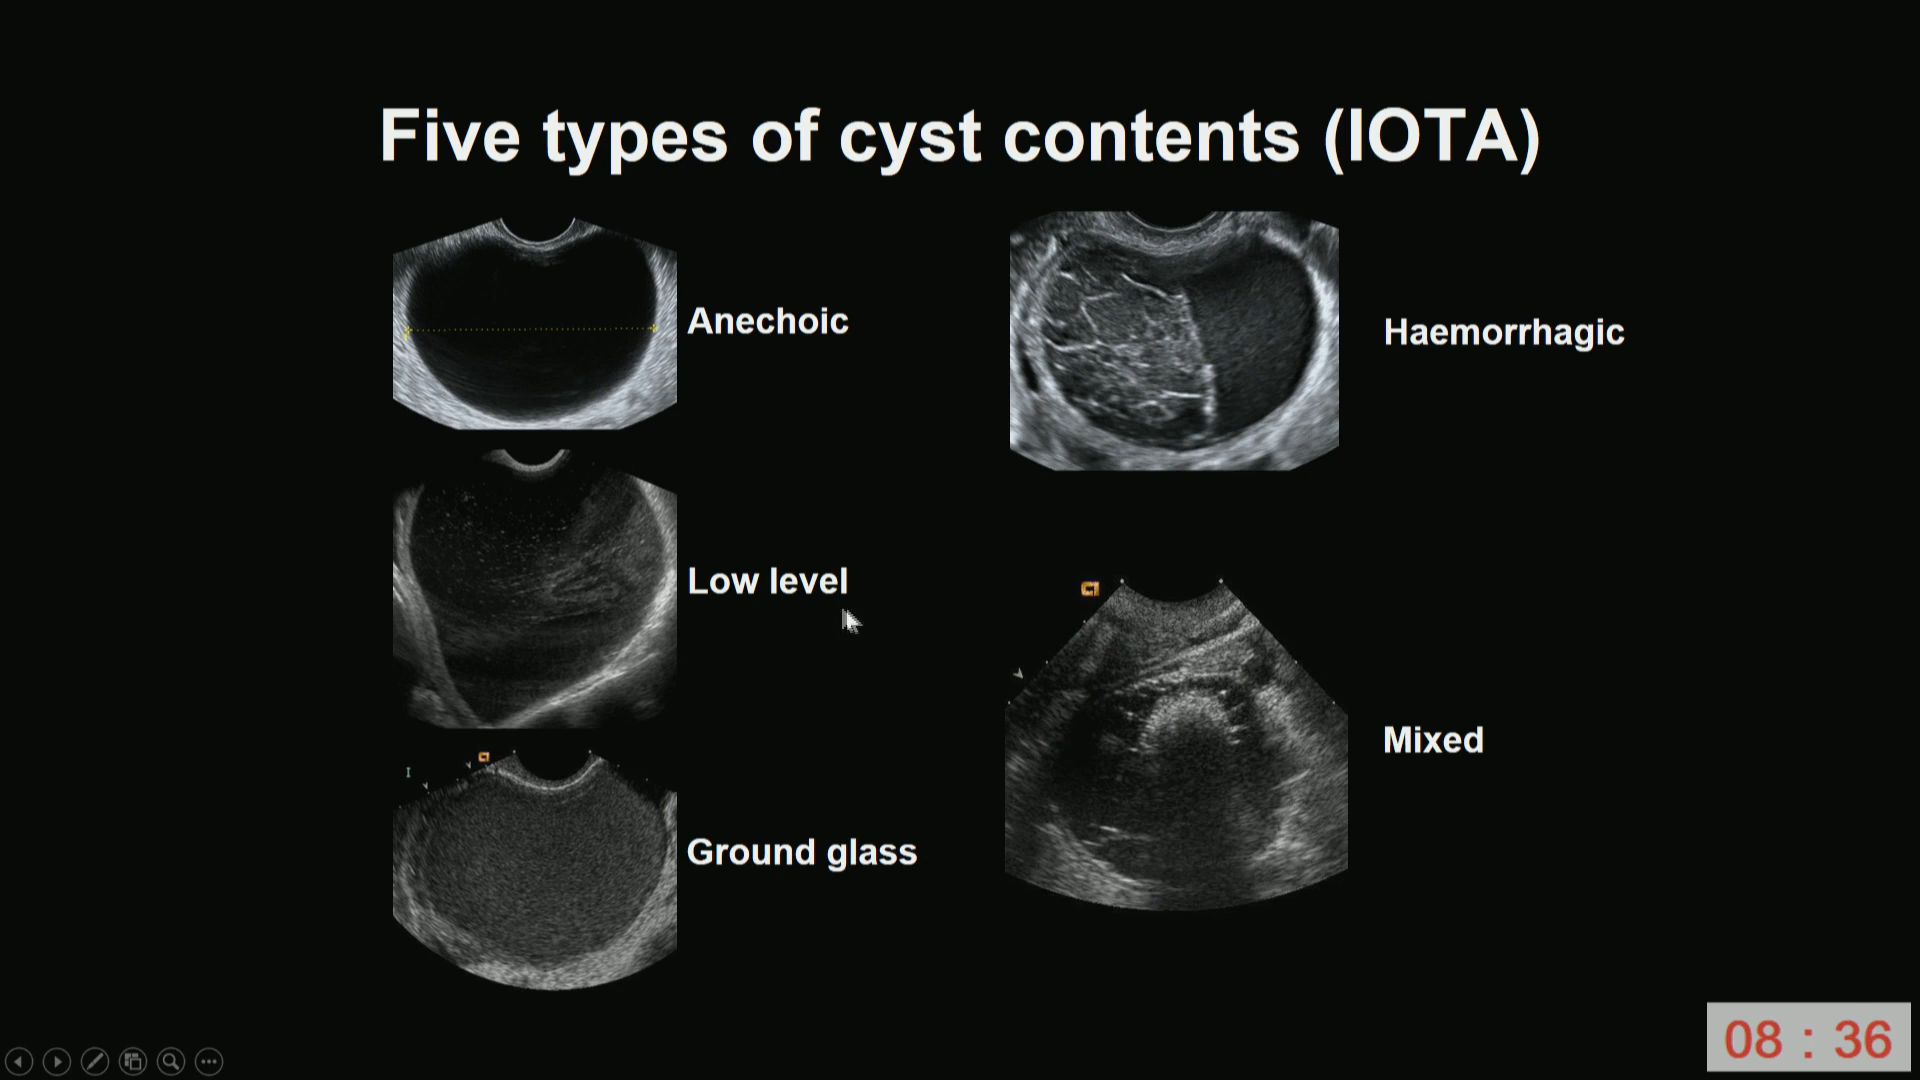 Five types of cyst contents (IOTA)
Anechoic
Haemorrhagic
Low level
Mixed
Ground glass
08 : 36